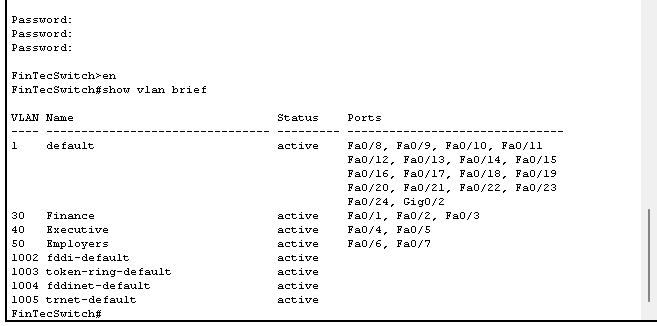 Password:
Password:
Password:
FinTecSwitch>en
FinTecSwitch#show vlan brief
VLAN Name                             Status    Ports
---- -------------------------------- --------- -------------------------------
1    default                          active    Fa0/8, Fa0/9, Fa0/10, Fa0/11
                                                Fa0/12, Fa0/13, Fa0/14, Fa0/15
                                                Fa0/16, Fa0/17, Fa0/18, Fa0/19
                                                Fa0/20, Fa0/21, Fa0/22, Fa0/23
                                                Fa0/24, Gig0/2
30   Finance                          active    Fa0/1, Fa0/2, Fa0/3
40   Executive                        active    Fa0/4, Fa0/5
50   Employers                        active    Fa0/6, Fa0/7
1002 fddi-default                     active
1003 token-ring-default               active
1004 fddinet-default                  active
1005 trnet-default                    active
FinTecSwitch#